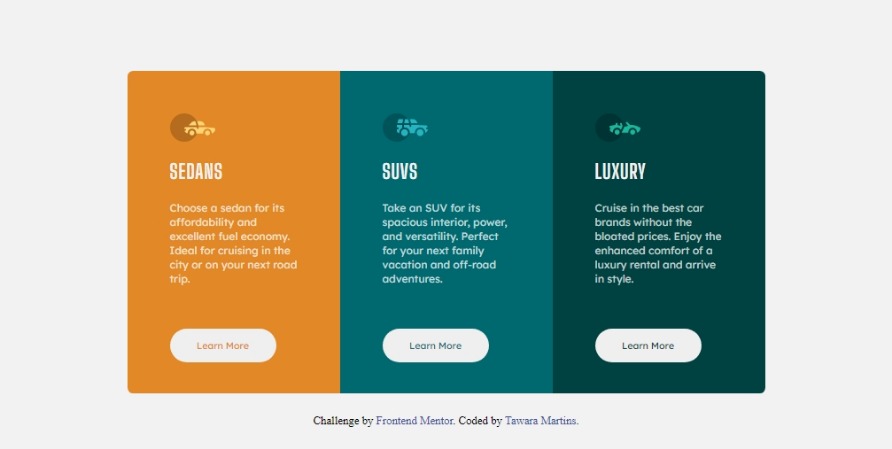 SEDANS
Choose a sedan for its
affordability and
excellent fuel economy.
Ideal for cruising in the
city or on your next road
trip.
Learn More
SUVS
Take an SUV for its
spacious interior, power,
and versatility. Perfect
for your next family
vacation and off-road
adventures.
Learn More
LUXURY
Cruise in the best car
brands without the
bloated prices. Enjoy the
enhanced comfort of a
luxury rental and arrive
in style.
Learn More
Challenge by Frontend Mentor. Coded by Tawara Martins.